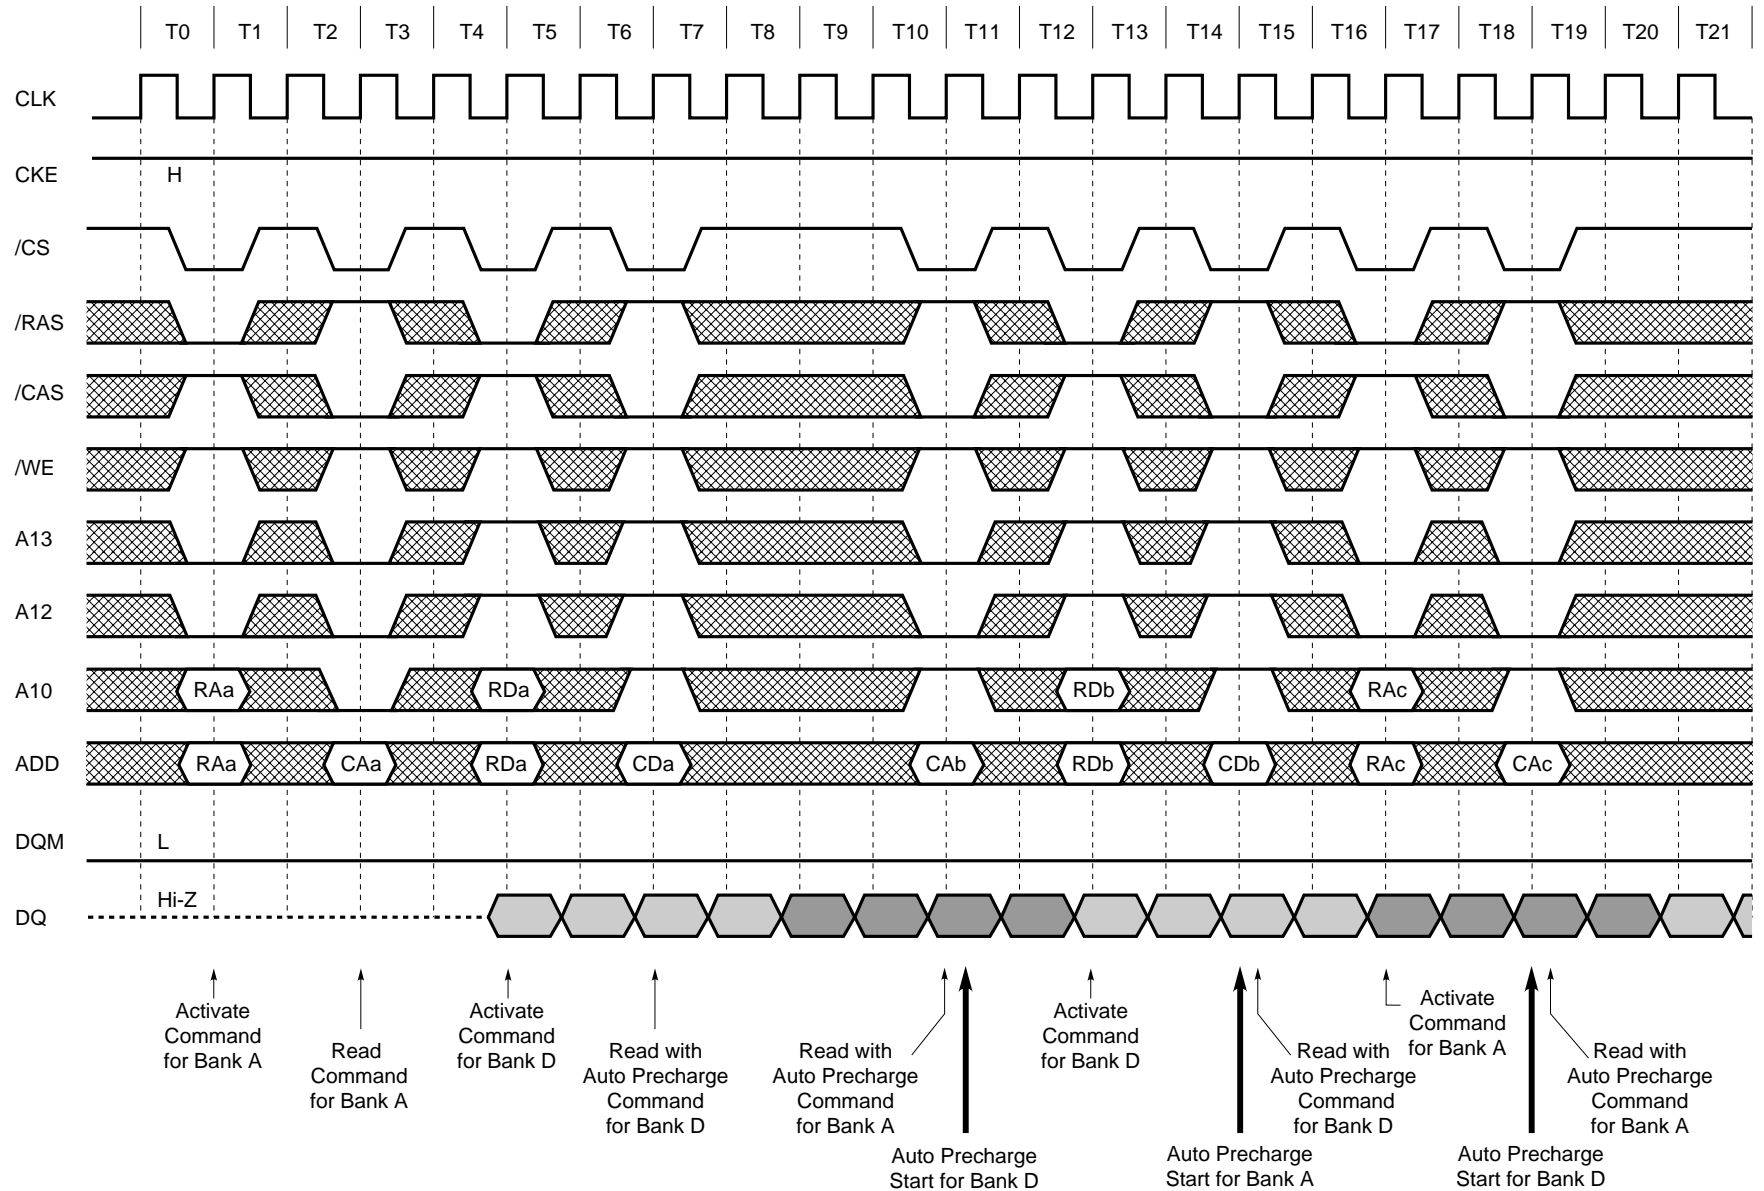 T0 T1 T2 T3 T4 T5 T6 T7 T8 T9 T10 T11 T12 T13 T14 T15 T16 T17 T18 T19 T20 T21
CLK
CKE
H
/CS
/RAS
/CAS
/WE
A13
A12
A10 RAa RDa RDb RAc
ADD RAa CAa RDa CDa CAb RDb CDb RAc CAc
DQM
L
Hi-Z
DQ
Activate
Command
for Bank A
Read
Command
for Bank A
Activate
Command
for Bank D
Read with
Auto Precharge
Command
for Bank D
Read with
Auto Precharge
Command
for Bank A
Auto Precharge
Start for Bank D
Activate
Command
for Bank D
Auto Precharge
Start for Bank A
Read with
Auto Precharge
Command
for Bank D
Activate
Command
for Bank A
Auto Precharge
Start for Bank D
Read with
Auto Precharge
Command
for Bank A